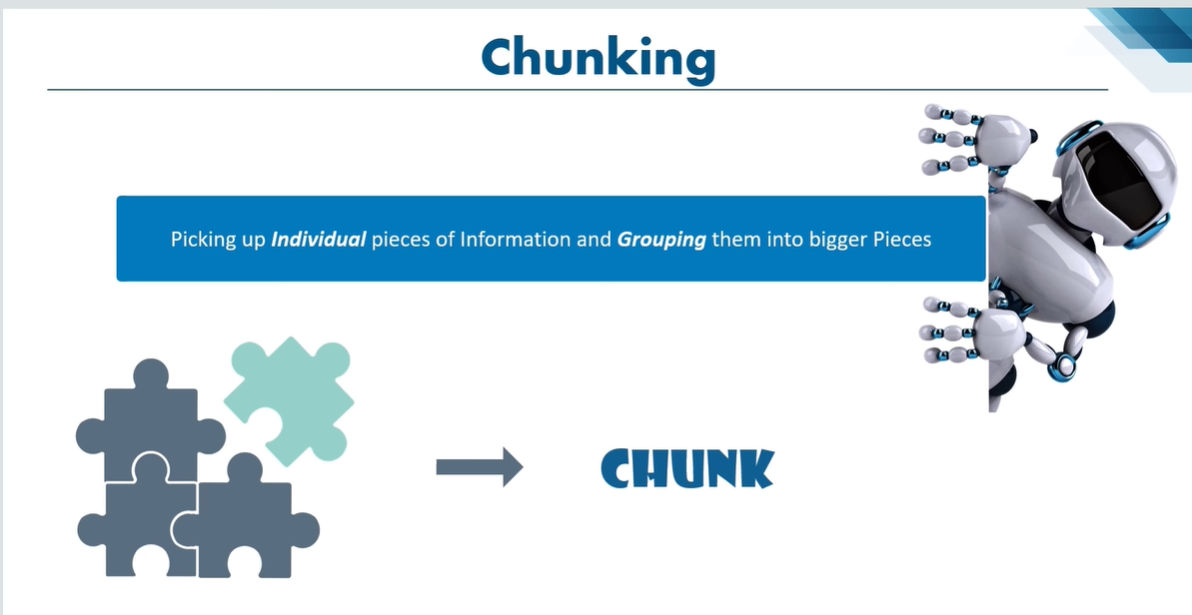 Chunking
Picking up Individual pieces of Information and Grouping them into bigger Pieces
CHUNK